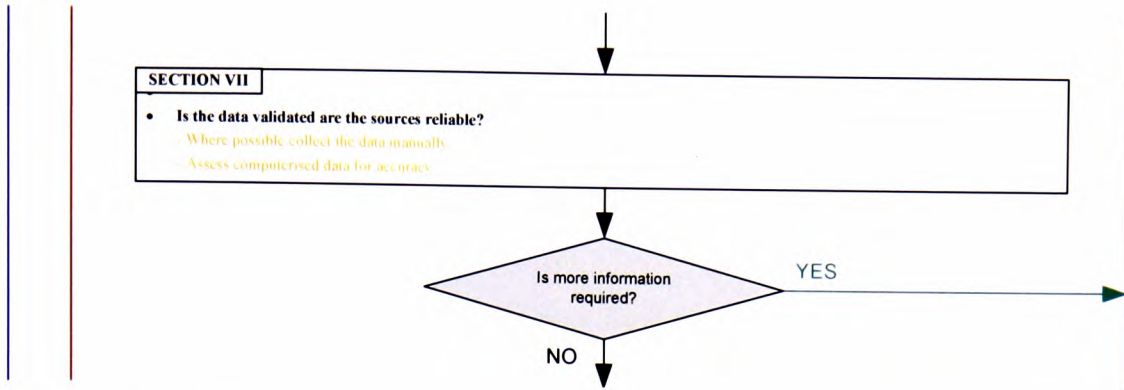 SECTION VII
• Is the data validated are the sources reliable?
- Where possible collect the data manually
- Assess computerised data for accuracy
Is more information
required?
YES
NO